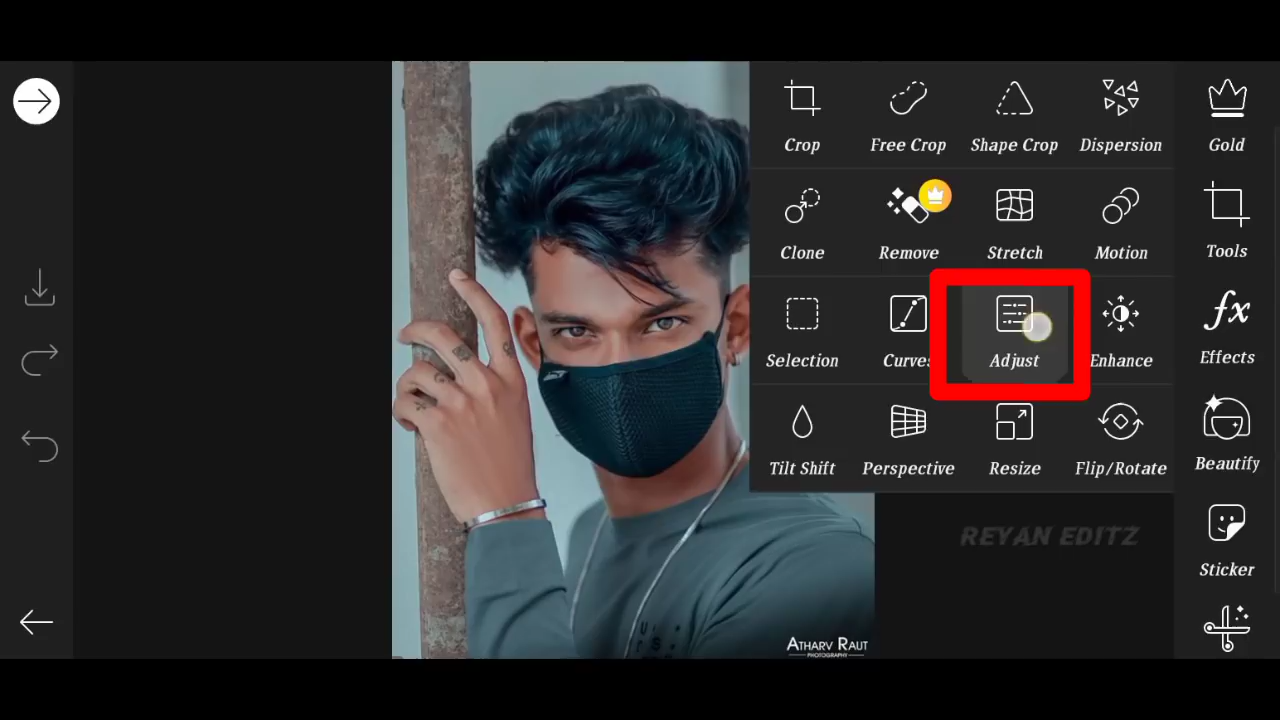 Crop Free Crop Shape Crop Dispersion
Gold
Clone Remove Stretch Motion
Tools
Selection Curves Adjust Enhance
Effects
Tilt Shift Perspective Resize Flip/Rotate
Beautify
REYAN EDITZ
Sticker
ATHARV RAUT
PHOTOGRAPHY